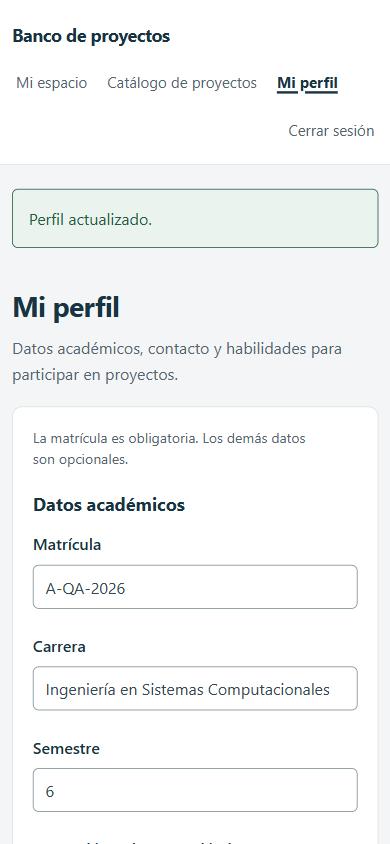 Banco de proyectos
Mi espacio Catálogo de proyectos Mi perfil
Cerrar sesión
Perfil actualizado.
Mi perfil
Datos académicos, contacto y habilidades para
participar en proyectos.
La matrícula es obligatoria. Los demás datos
son opcionales.
Datos académicos
Matrícula
A-QA-2026
Carrera
Ingeniería en Sistemas Computacionales
Semestre
6